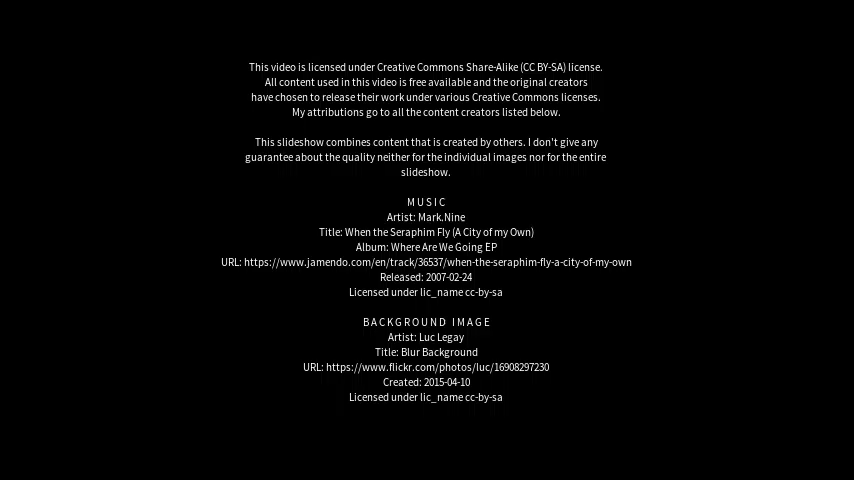 This video is licensed under Creative Commons Share-Alike (CC BY-SA) license.
All content used in this video is free available and the original creators
have chosen to release their work under various Creative Commons licenses.
My attributions go to all the content creators listed below.
This slideshow combines content that is created by others. I don't give any
guarantee about the quality neither for the individual images nor for the entire
slideshow.
MUSIC
Artist: Mark.Nine
Title: When the Seraphim Fly (A City of my Own)
Album: Where Are We Going EP
URL: https://www.jamendo.com/en/track/36537/when-the-seraphim-fly-a-city-of-my-own
Released: 2007-02-24
Licensed under lic_name cc-by-sa
BACKGROUND IMAGE
Artist: Luc Legay
Title: Blur Background
URL: https://www.flickr.com/photos/luc/16908297230
Created: 2015-04-10
Licensed under lic_name cc-by-sa